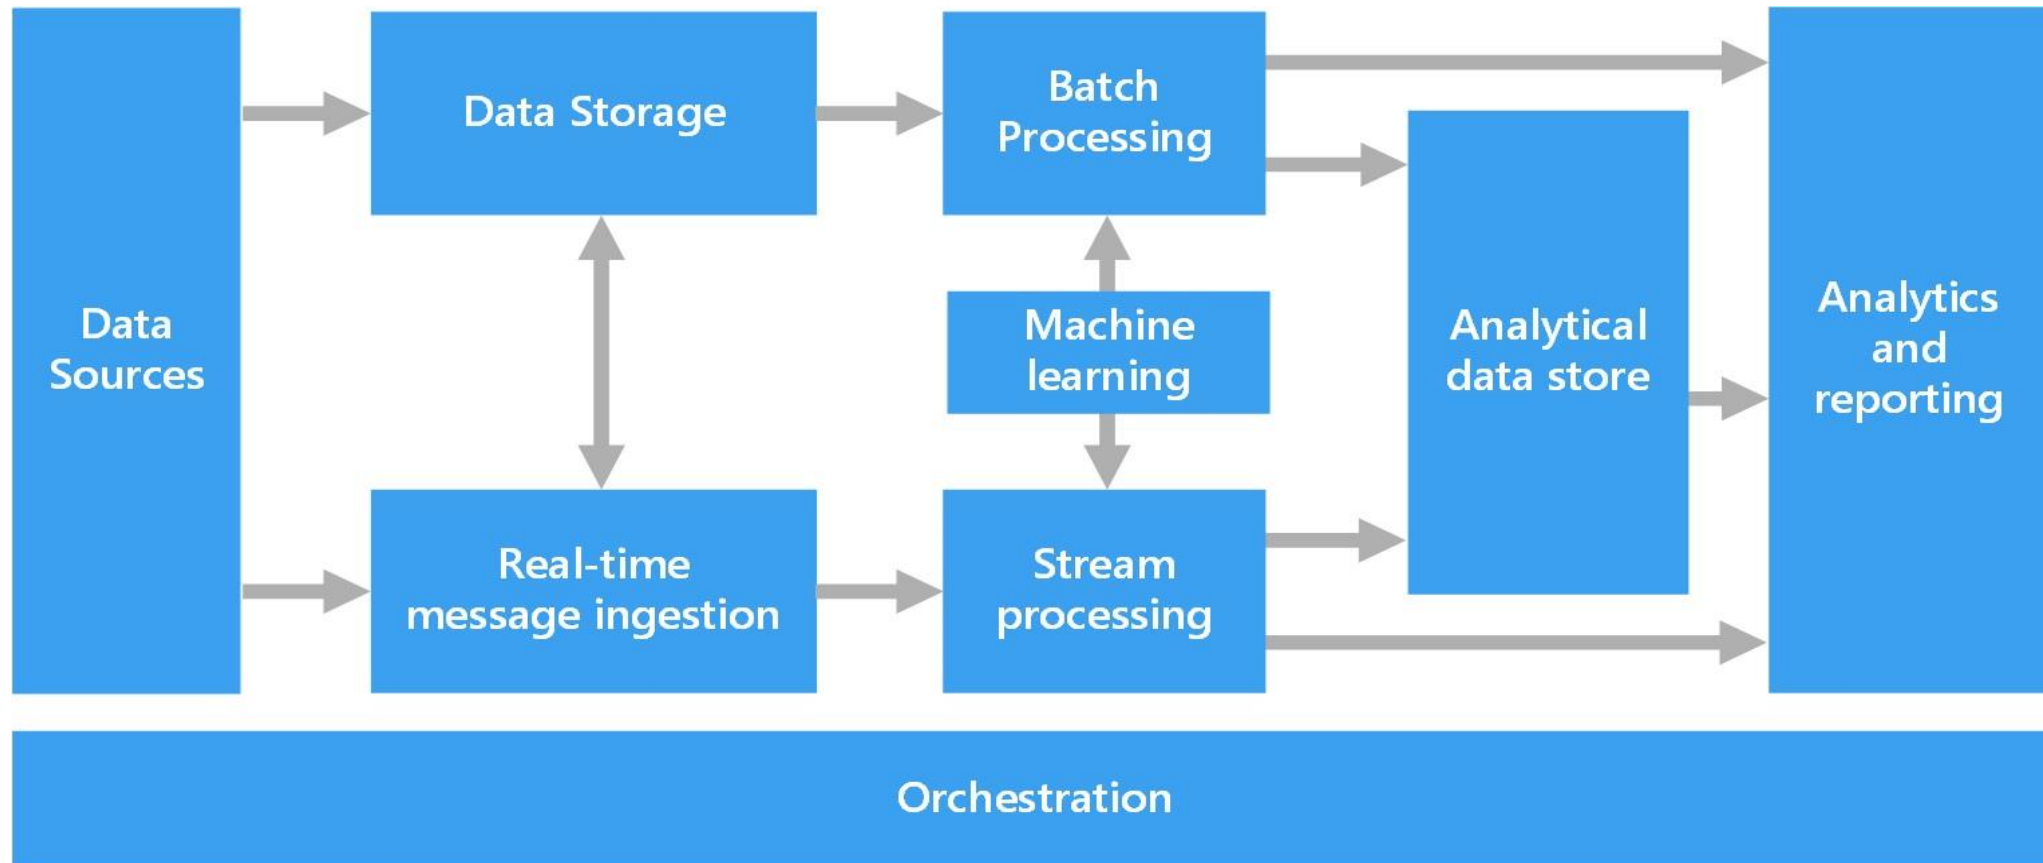 Data
Sources
Data Storage
Real-time
message ingestion
Batch
Processing
Machine
learning
Stream
processing
Analytical
data store
Analytics
and
reporting
Orchestration